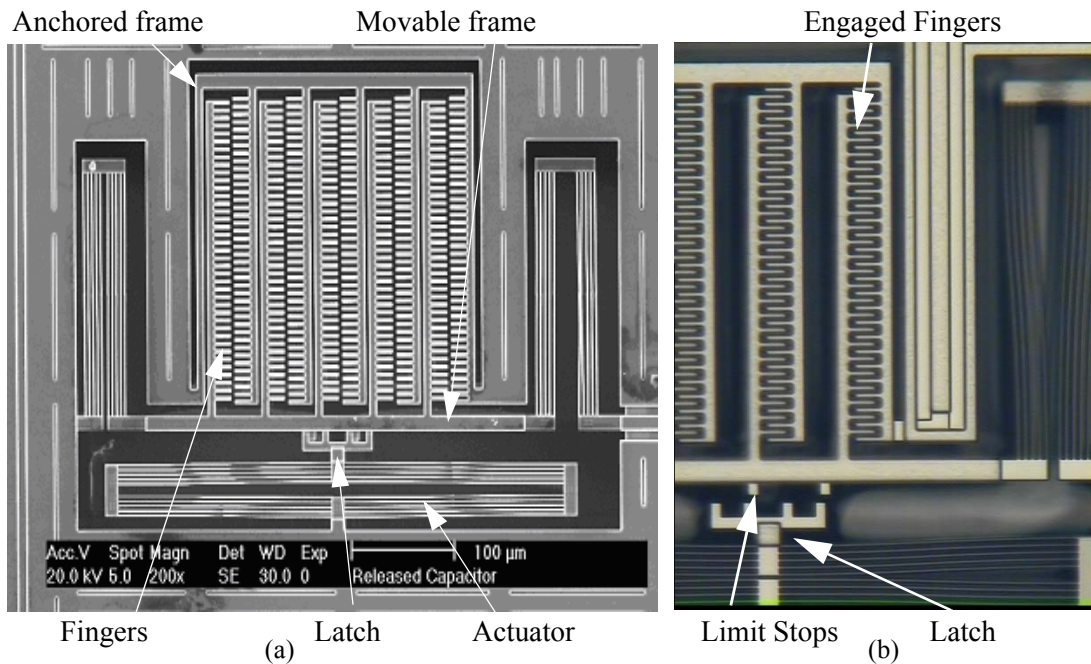 Anchored frame
Movable frame
Engaged Fingers
Acc.V Spot Magn Det WD Exp
20.0 kV 5.0 200x SE 30.0 0 Released Capacitor
100 µm
Fingers
Latch
Actuator
(a)
Limit Stops
Latch
(b)